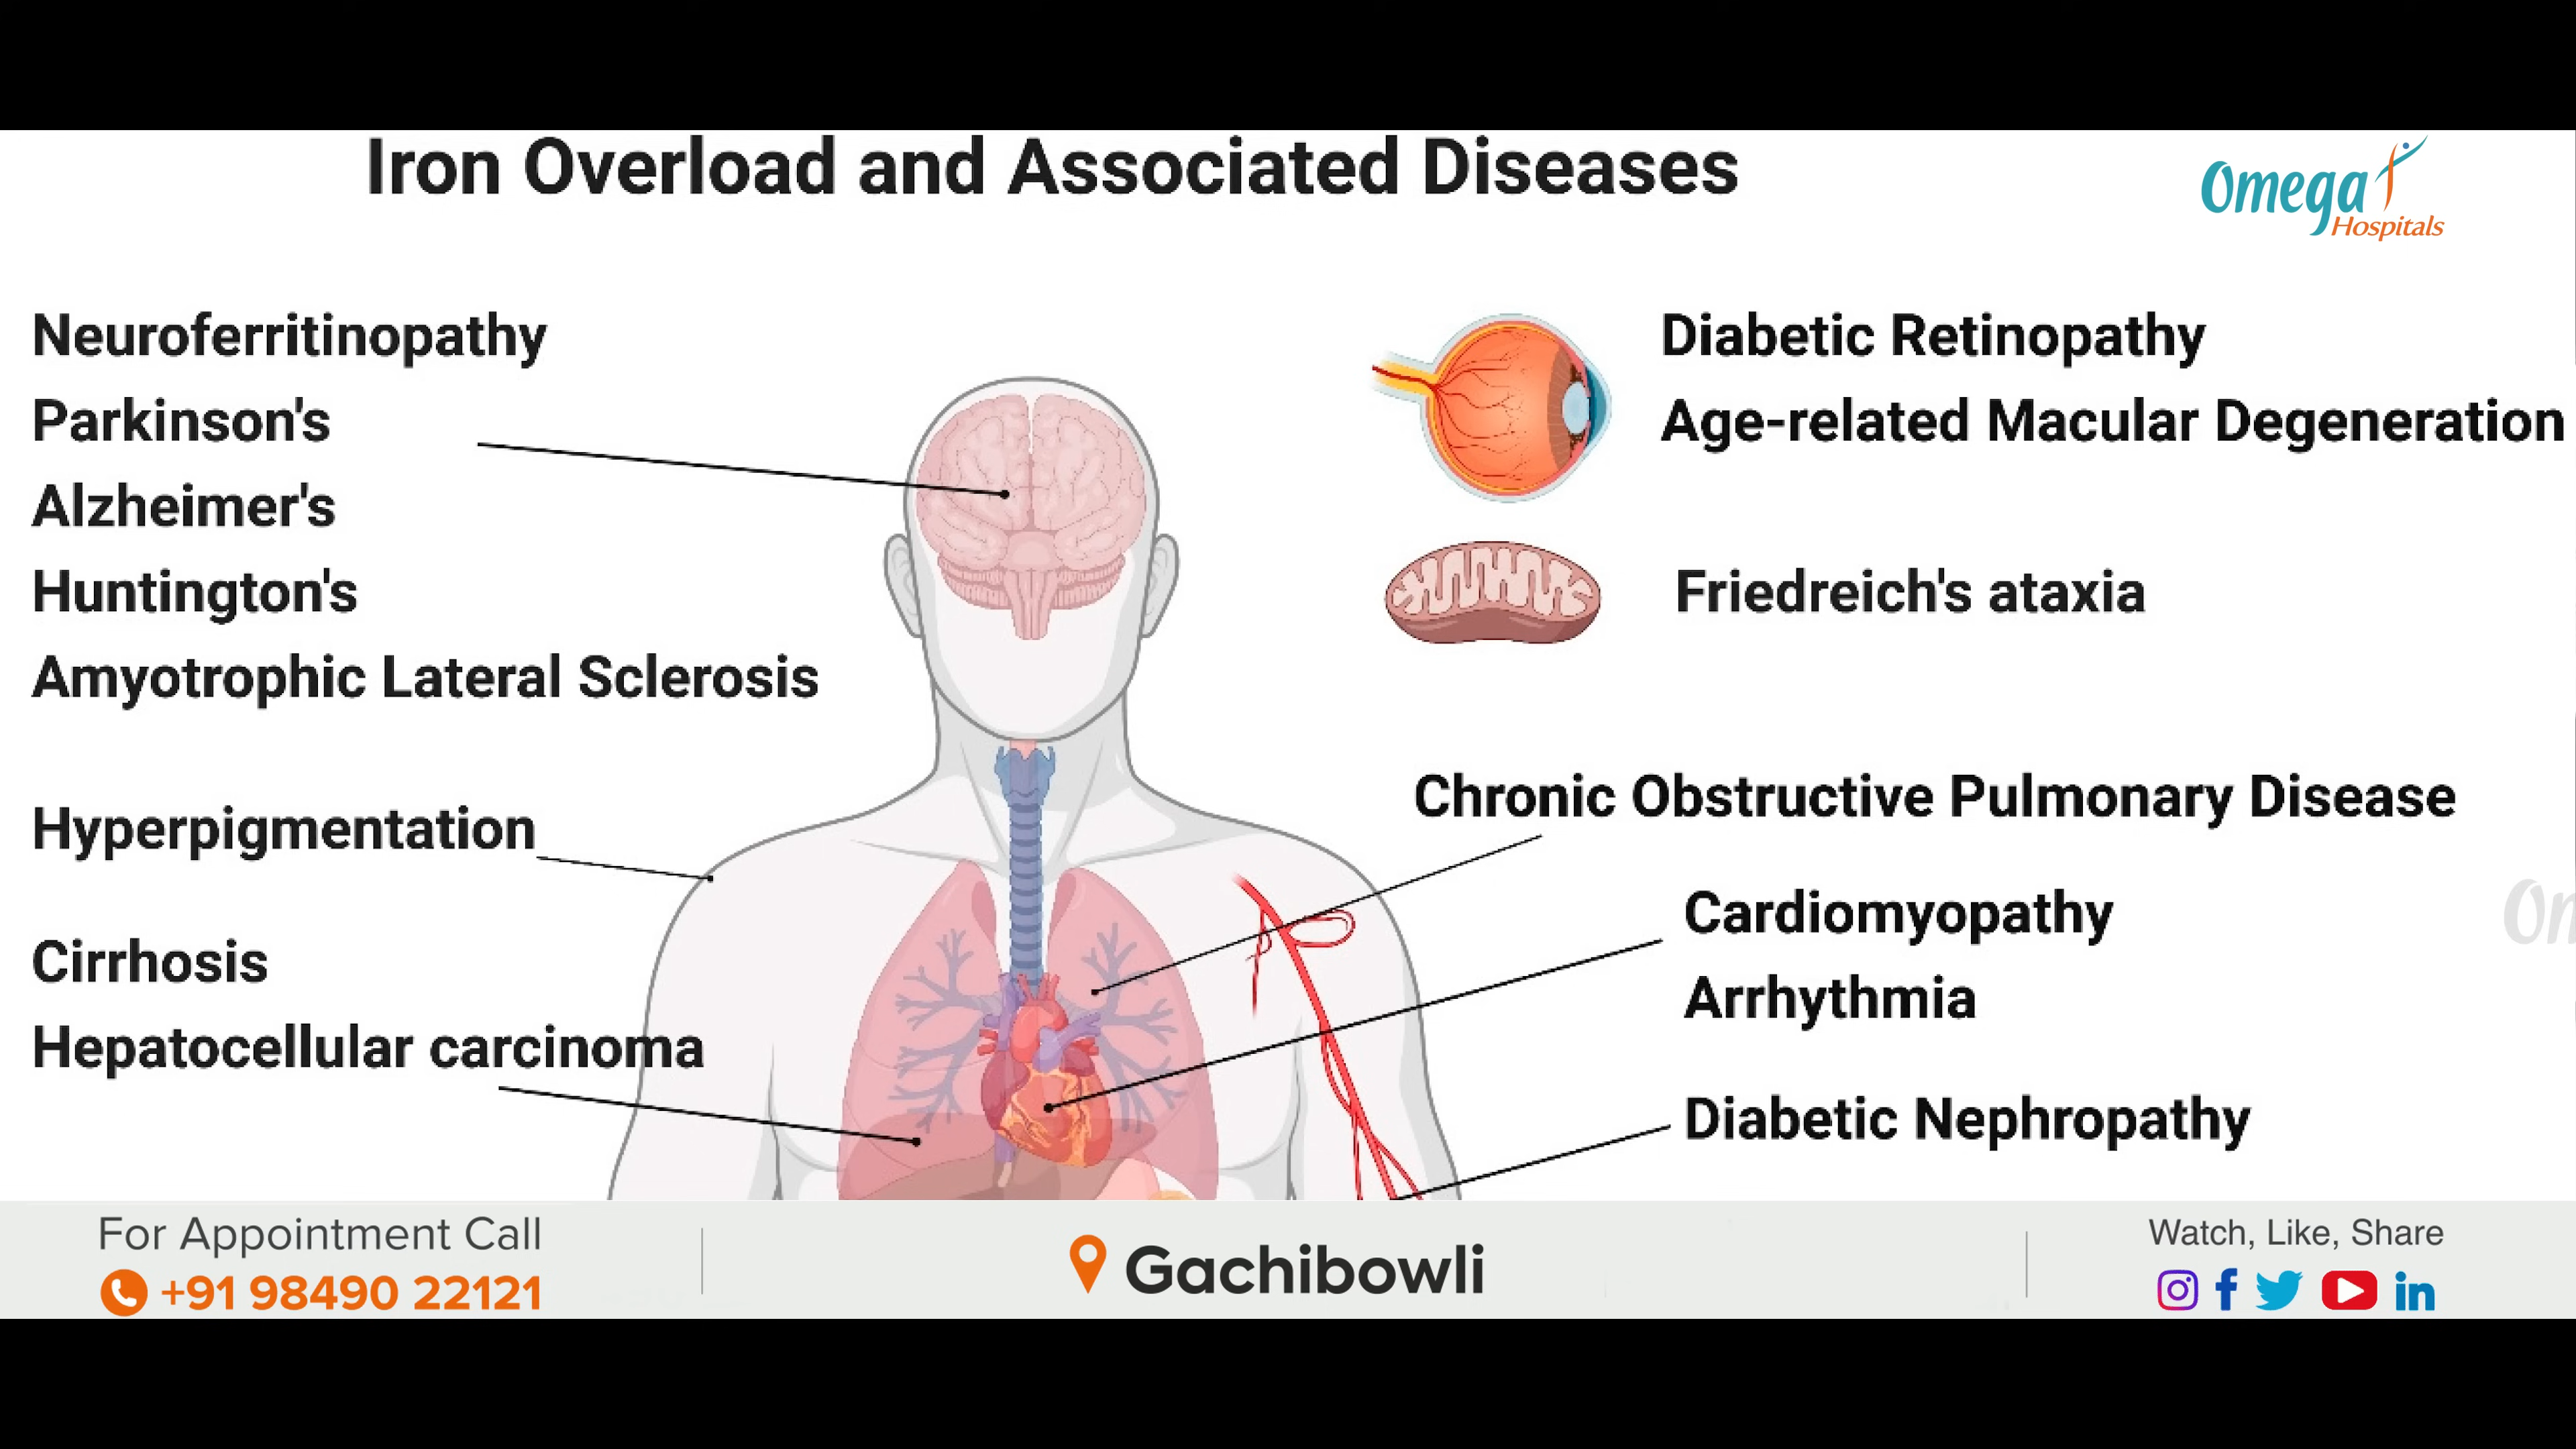 Iron Overload and Associated Diseases
Omega
Hospitals
Neuroferritinopathy
Parkinson's
Alzheimer's
Huntington's
Amyotrophic Lateral Sclerosis
Hyperpigmentation
Cirrhosis
Hepatocellular carcinoma
Diabetic Retinopathy
Age-related Macular Degeneration
Friedreich's ataxia
Chronic Obstructive Pulmonary Disease
Cardiomyopathy
Arrhythmia
Diabetic Nephropathy
For Appointment Call
+91 98490 22121
Gachibowli
Watch, Like, Share